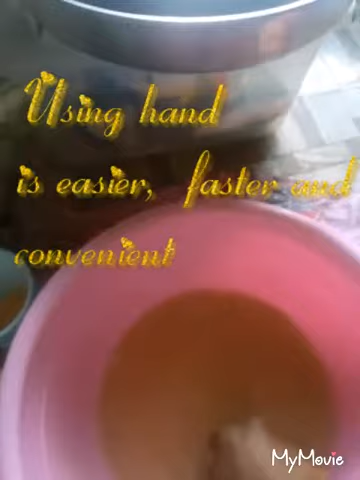 Using hand
is easier, faster and
convenient
MyMovie